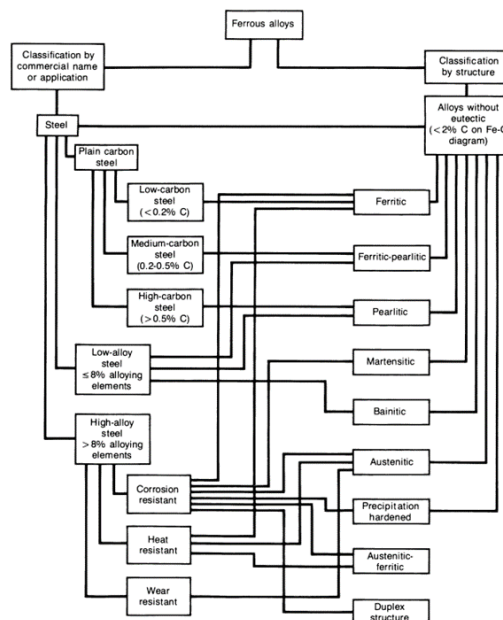 Ferrous alloys
Classification by
commercial name
or application
Classification
by structure
Steel
Alloys without
eutectic
(<2% C on Fe-C
diagram)
Plain carbon
steel
Low-carbon
steel
(<0.2% C)
Ferritic
Medium-carbon
steel
(0.2-0.5% C)
Ferritic-pearlitic
High-carbon
steel
(>0.5% C)
Pearlitic
Low-alloy
steel
≤8% alloying
elements
Martensitic
Bainitic
High-alloy
steel
>8% alloying
elements
Corrosion
resistant
Austenitic
Precipitation
hardened
Heat
resistant
Austenitic-
ferritic
Wear
resistant
Duplex
structure